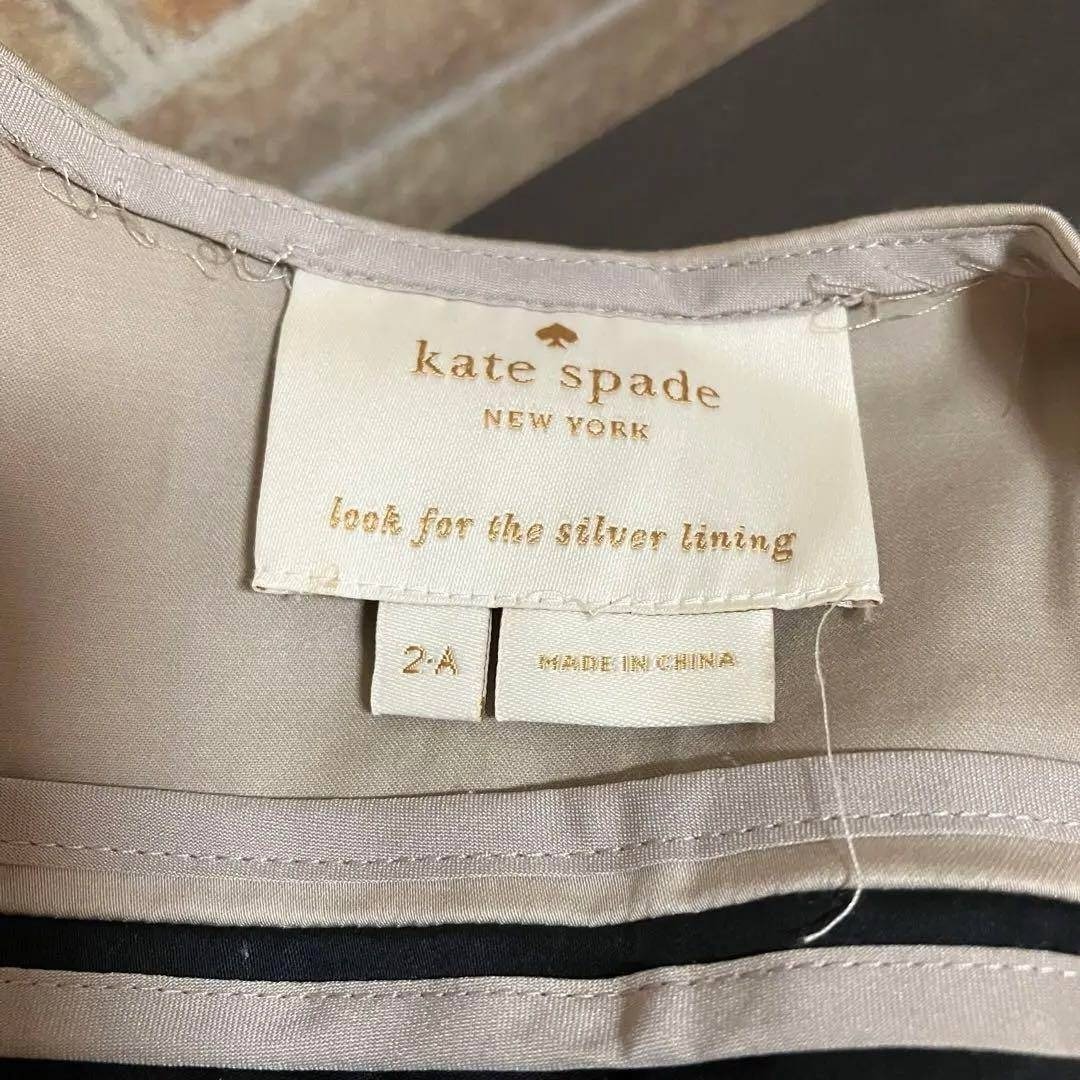 kate spade
NEW YORK
look for the silver lining
2·A
MADE IN CHINA